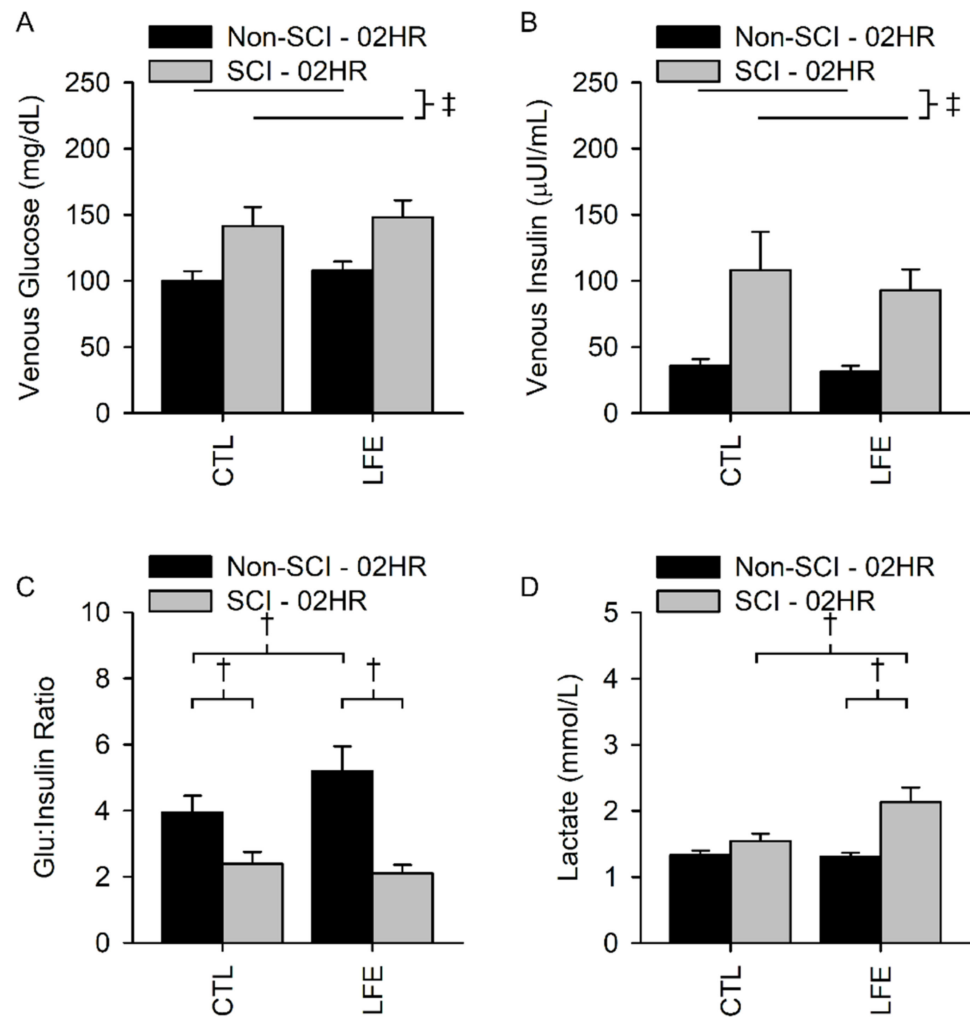 A
Non-SCI - 02HR
SCI - 02HR
Venous Glucose (mg/dL)
250
200
150
100
50
0
‡
CTL
LFE
B
Non-SCI - 02HR
SCI - 02HR
Venous Insulin (μUI/mL)
250
200
150
100
50
0
‡
CTL
LFE
C
Non-SCI - 02HR
SCI - 02HR
Glu:Insulin Ratio
10
8
6
4
2
0
†
†
†
CTL
LFE
D
Non-SCI - 02HR
SCI - 02HR
Lactate (mmol/L)
5
4
3
2
1
0
†
†
CTL
LFE